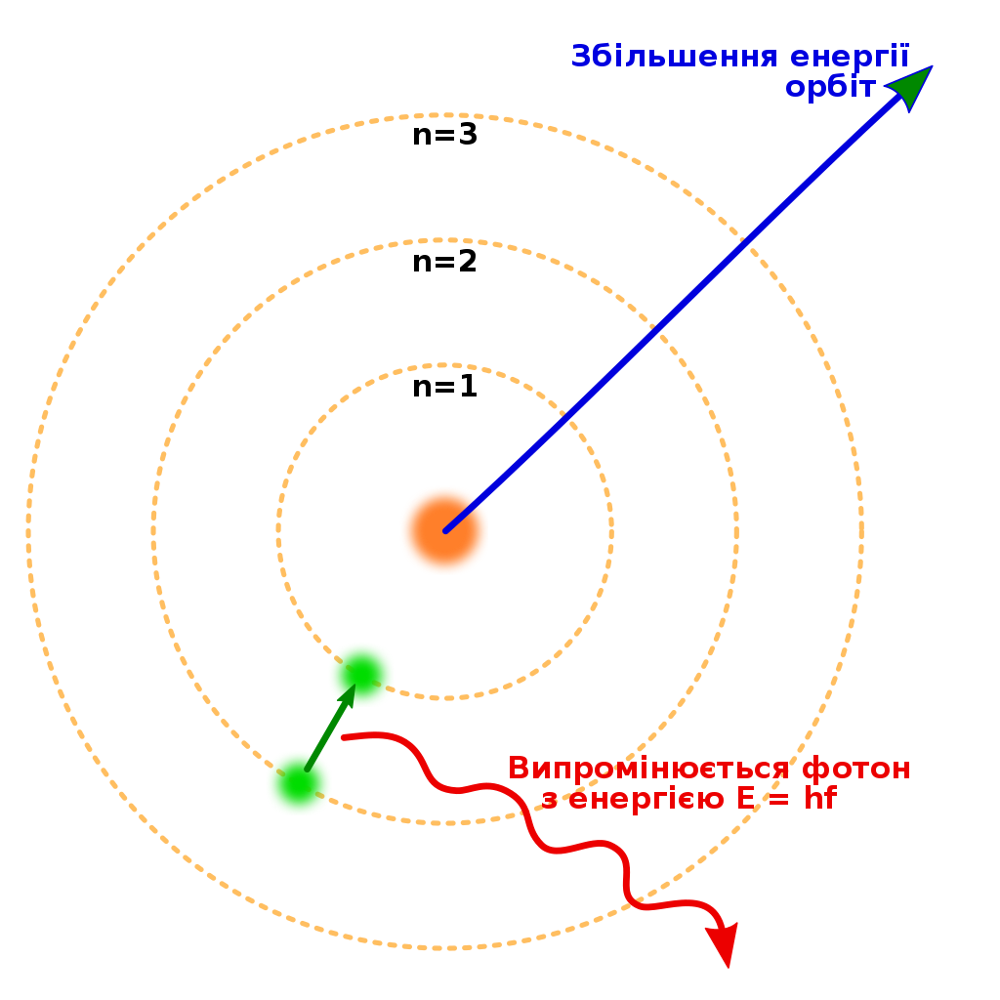 Збільшення енергії
орбіт
n=3
n=2
n=1
Випромінюється фотон
з енергією E = hf